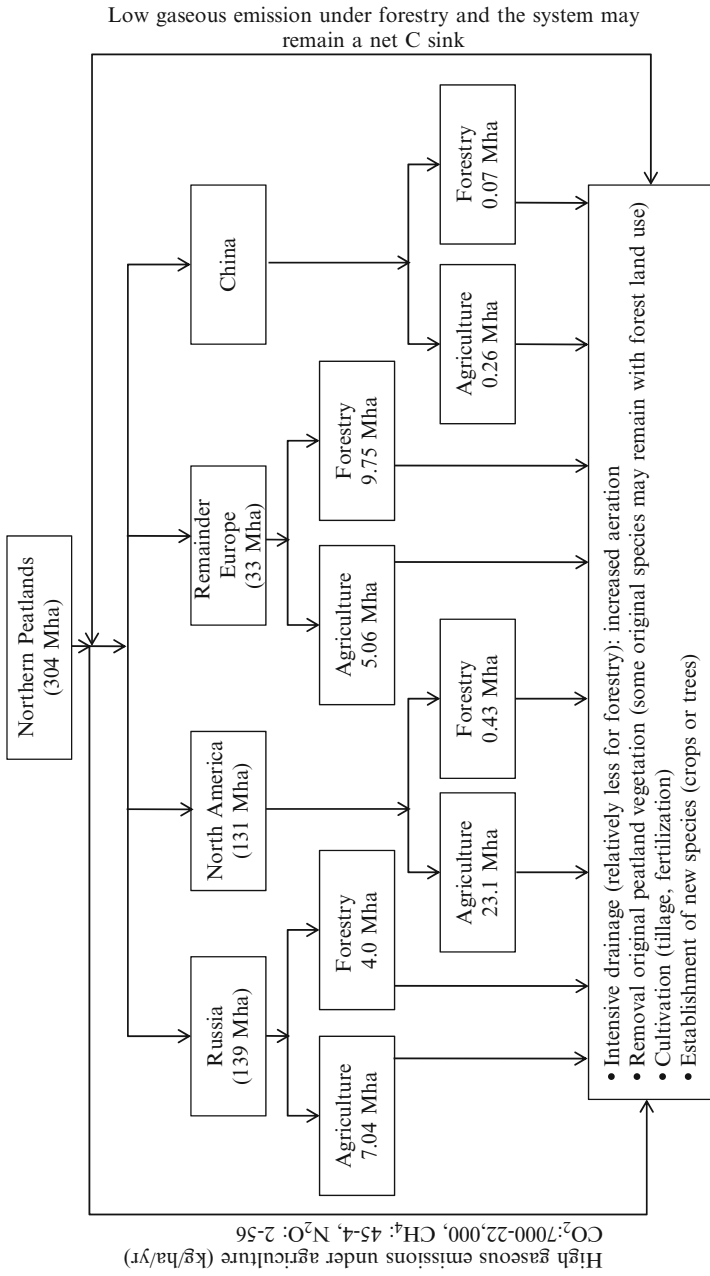 Low gaseous emission under forestry and the system may
remain a net C sink
Northern Peatlands
(304 Mha)
Russia
(139 Mha)
North America
(131 Mha)
Remainder
Europe
(33 Mha)
China
Agriculture
7.04 Mha
Forestry
4.0 Mha
Agriculture
23.1 Mha
Forestry
0.43 Mha
Agriculture
5.06 Mha
Forestry
9.75 Mha
Agriculture
0.26 Mha
Forestry
0.07 Mha
• Intensive drainage (relatively less for forestry): increased aeration
• Removal original peatland vegetation (some original species may remain with forest land use)
• Cultivation (tillage, fertilization)
• Establishment of new species (crops or trees)
High gaseous emissions under agriculture (kg/ha/yr)
CO₂:7000-22,000, CH₄: 45-4, N₂O: 2-56